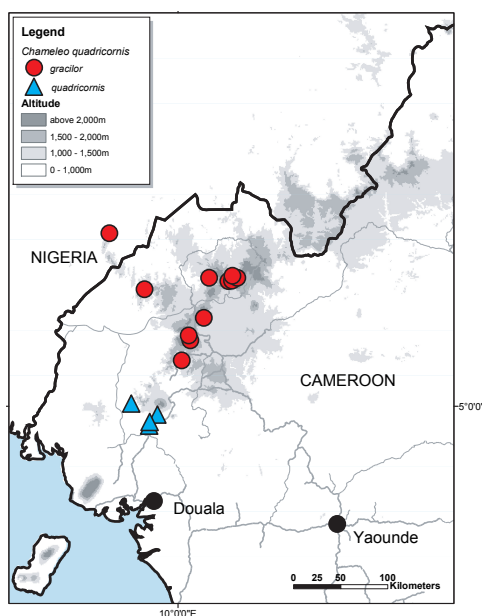 Legend
Chameleo quadricornis
gracilor
quadricornis
Altitude
above 2,000m
1,500 - 2,000m
1,000 - 1,500m
0 - 1,000m
NIGERIA
CAMEROON
5°0'0"
Douala
Yaounde
0 25 50 100
Kilometers
10°0'0"E